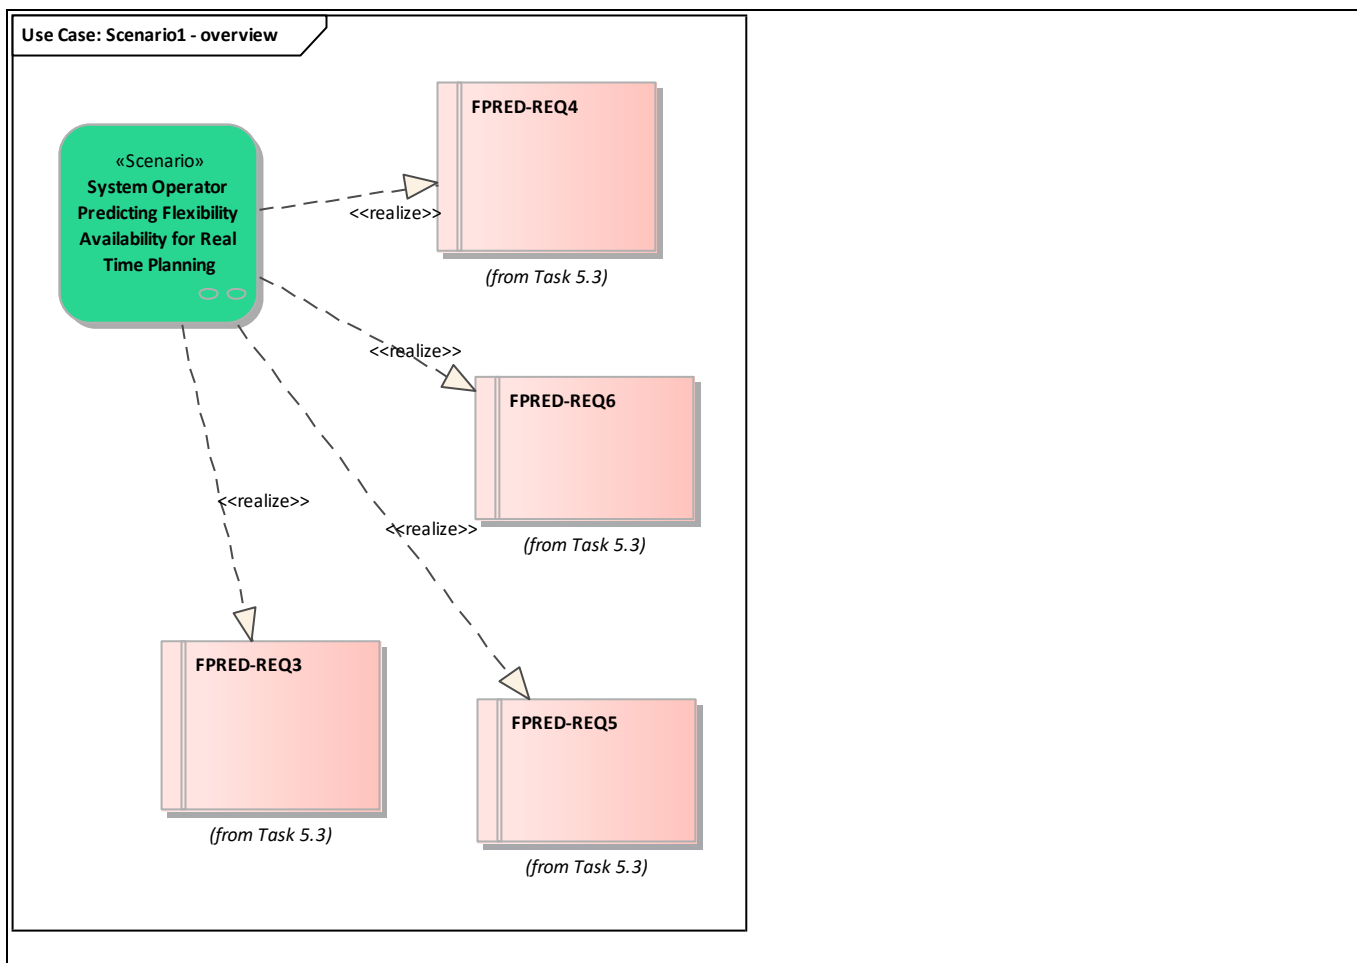 Use Case: Scenario1 - overview
FPRED-REQ4
«Scenario»
System Operator
Predicting Flexibility
Availability for Real
Time Planning
<<realize>>
(from Task 5.3)
<<realize>>
FPRED-REQ6
<<realize>>
<<realize>>
(from Task 5.3)
FPRED-REQ3
FPRED-REQ5
(from Task 5.3)
(from Task 5.3)